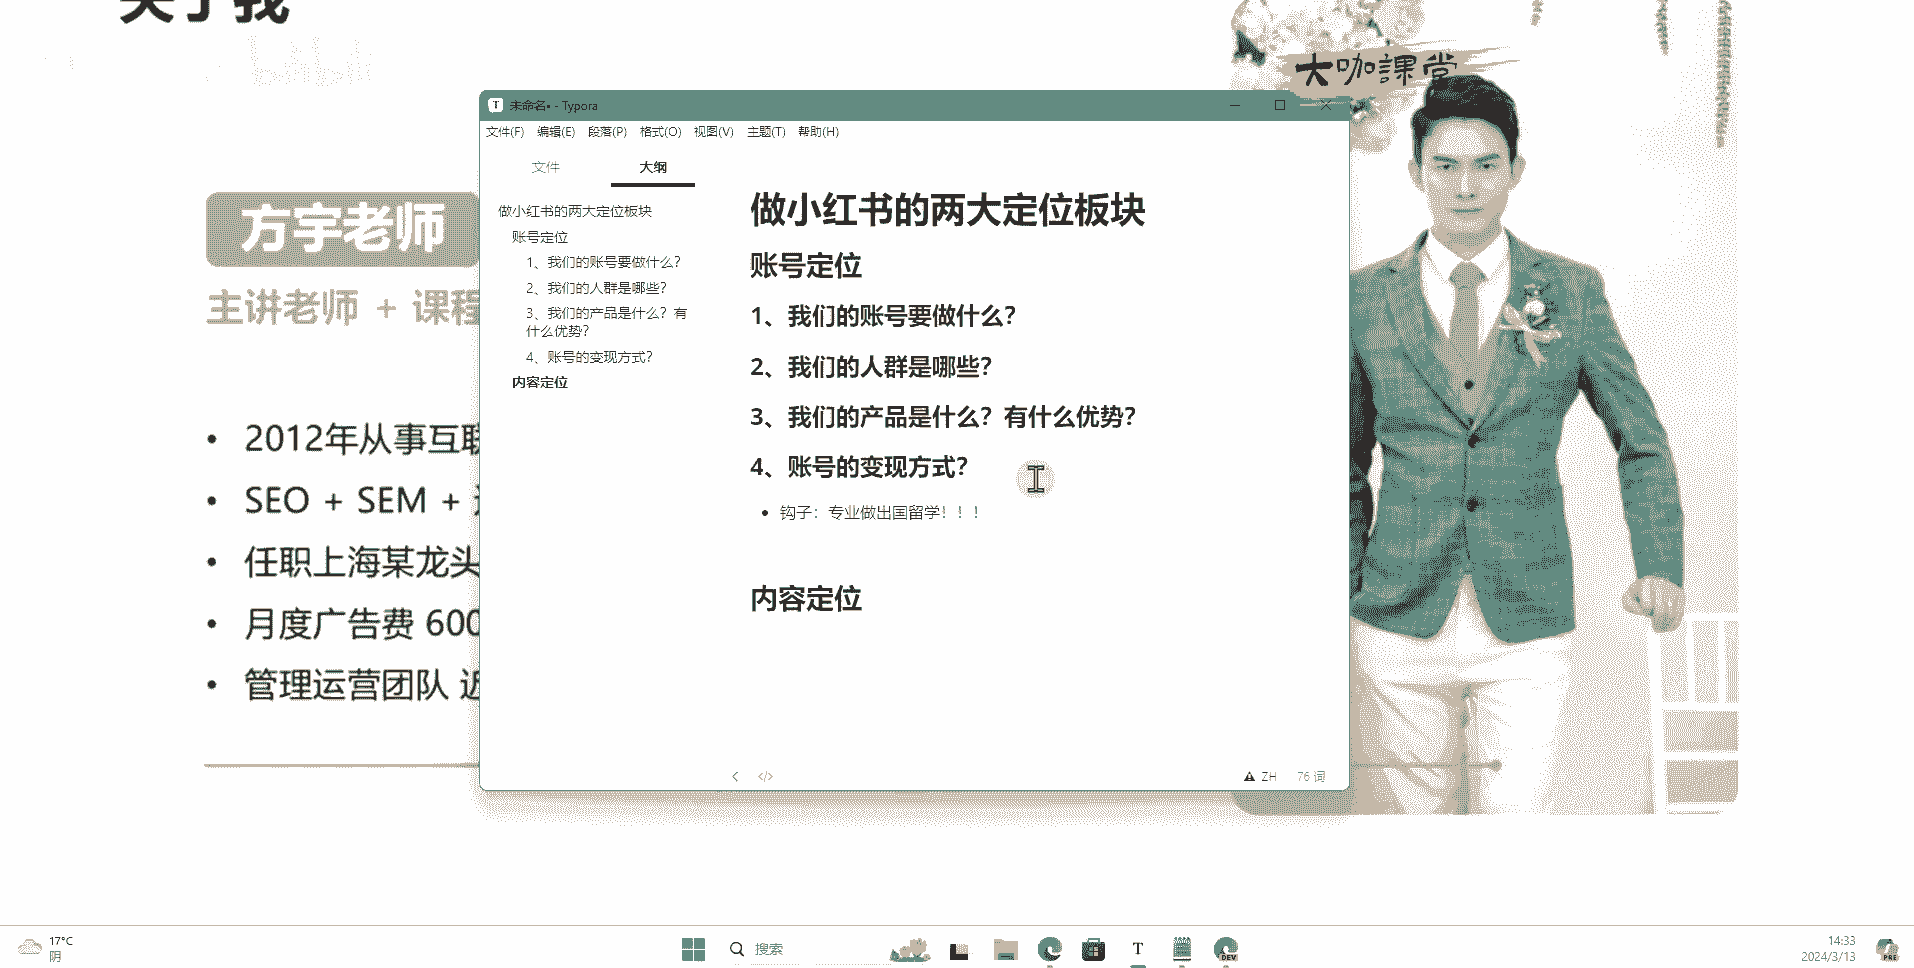 关于我
bilibili
大咖課堂
方宇老师
主讲老师 + 课程
2012年从事互联
SEO + SEM +
任职上海某龙头
月度广告费 600
管理运营团队 近
未命名• - Typora
文件(F) 编辑(E) 段落(P) 格式(O) 视图(V) 主题(T) 帮助(H)
文件 大纲
做小红书的两大定位板块
账号定位
1、我们的账号要做什么？
2、我们的人群是哪些？
3、我们的产品是什么？有
什么优势？
4、账号的变现方式？
内容定位
做小红书的两大定位板块
账号定位
1、我们的账号要做什么？
2、我们的人群是哪些？
3、我们的产品是什么？有什么优势？
4、账号的变现方式？
钩子：专业做出国留学！！！
内容定位
ZH 76 词
17°C
阴
搜索
T
DEV
14:33
2024/3/13
PRE